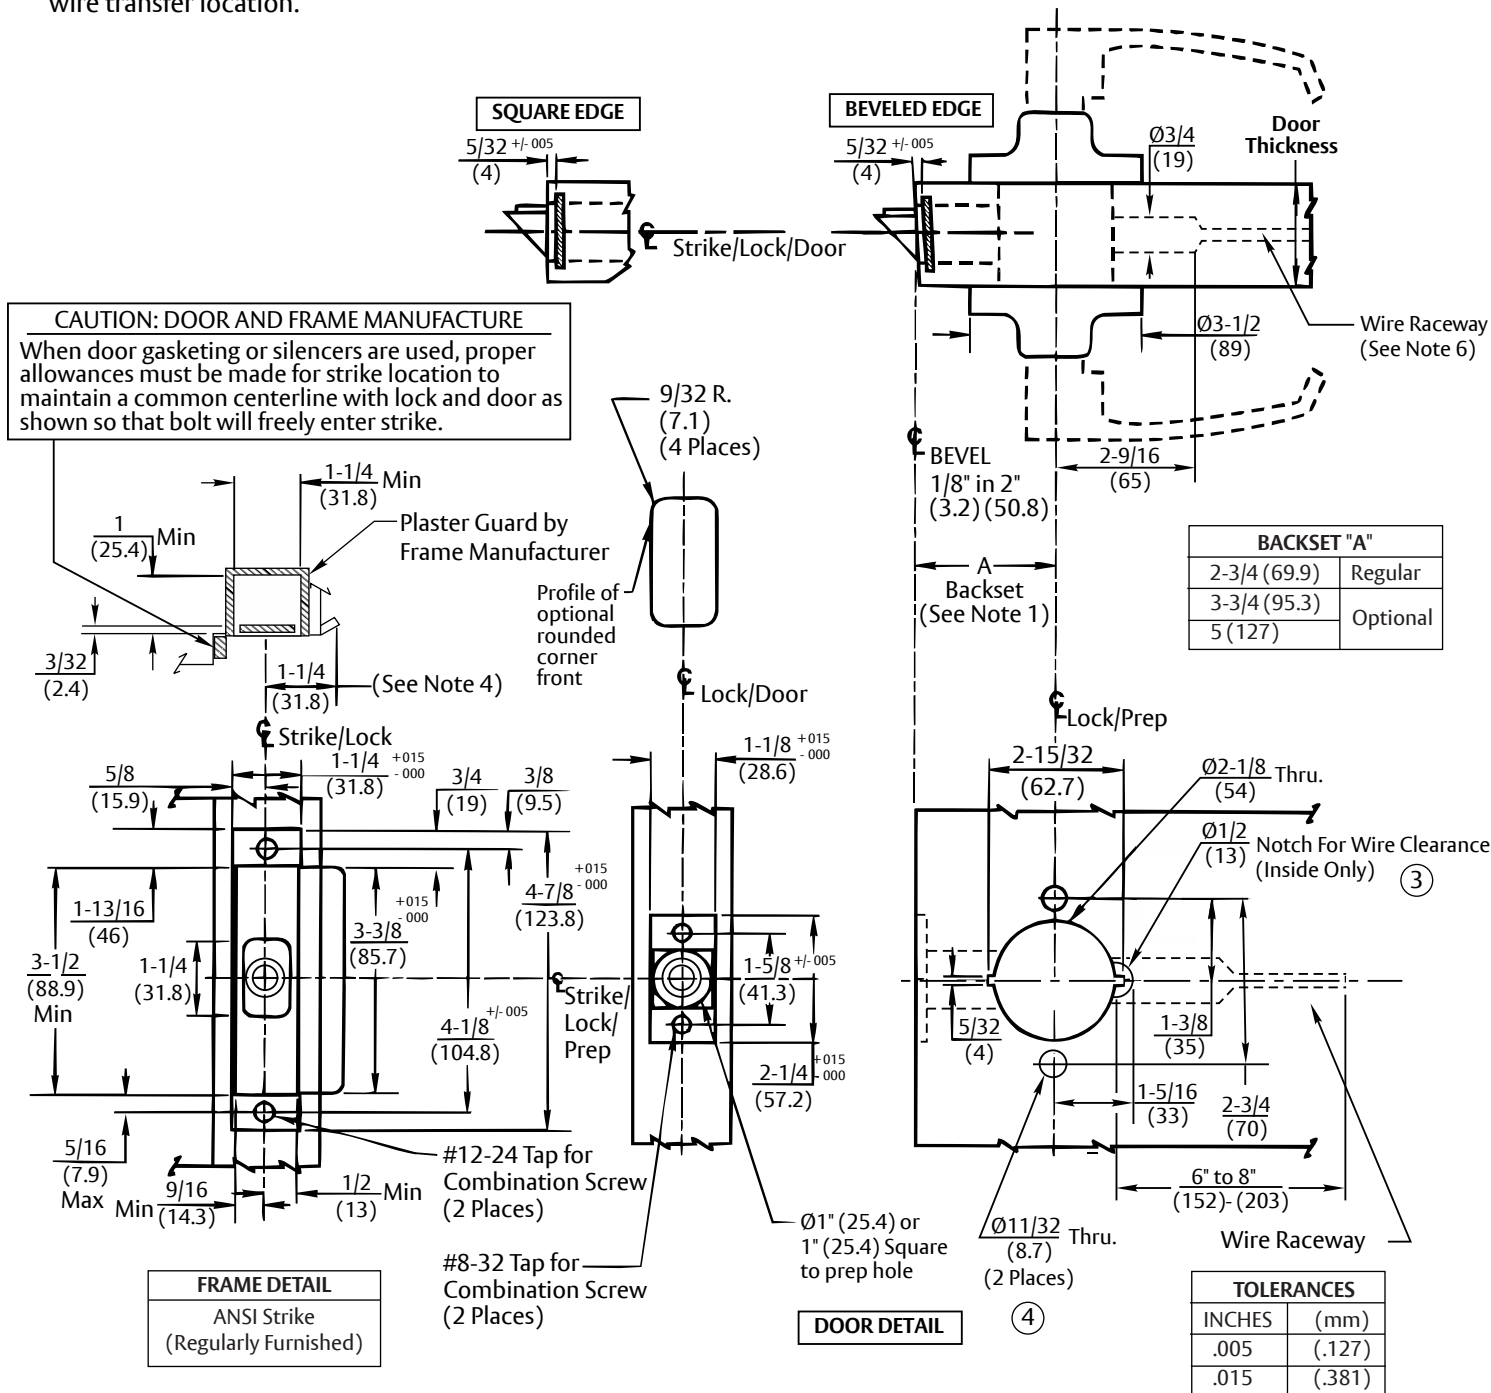 wire transfer location.
SQUARE EDGE
5/32 +/- 005
(4)
℄ Strike/Lock/Door
BEVELED EDGE
5/32 +/- 005
(4)
Ø3/4
(19)
Door
Thickness
Ø3-1/2
(89)
Wire Raceway
(See Note 6)
CAUTION: DOOR AND FRAME MANUFACTURE
When door gasketing or silencers are used, proper
allowances must be made for strike location to
maintain a common centerline with lock and door as
shown so that bolt will freely enter strike.
9/32 R.
(7.1)
(4 Places)
℄
BEVEL
1/8" in 2"
(3.2) (50.8)
2-9/16
(65)
1-1/4 Min
(31.8)
1 Min
(25.4)
Plaster Guard by
Frame Manufacturer
Profile of
optional
rounded
corner
front
A
Backset
(See Note 1)
BACKSET "A"
2-3/4 (69.9) Regular
3-3/4 (95.3)
Optional
5 (127)
3/32
(2.4)
1-1/4
(31.8)
(See Note 4)
℄ Strike/Lock
℄ Lock/Door
℄ Lock/Prep
5/8
(15.9)
1-1/4 +015 - 000
(31.8)
3/4
(19)
3/8
(9.5)
1-1/8 +015 - 000
(28.6)
2-15/32
(62.7)
Ø2-1/8 Thru.
(54)
Ø1/2
(13)
Notch For Wire Clearance
(Inside Only)
3
1-13/16
(46)
3-1/2
(88.9)
Min
1-1/4
(31.8)
3-3/8 +015 - 000
(85.7)
4-7/8 +015 - 000
(123.8)
4-1/8 +/- 005
(104.8)
℄ Strike/
Lock/
Prep
1-5/8 +/-005
(41.3)
2-1/4 +015 - 000
(57.2)
5/32
(4)
1-3/8
(35)
1-5/16
(33)
2-3/4
(70)
6" to 8"
(152)- (203)
Wire Raceway
5/16
(7.9)
Max
Min 9/16
(14.3)
1/2 Min
(13)
#12-24 Tap for
Combination Screw
(2 Places)
#8-32 Tap for
Combination Screw
(2 Places)
Ø1" (25.4) or
1" (25.4) Square
to prep hole
Ø11/32 Thru.
(8.7)
(2 Places)
4
FRAME DETAIL
ANSI Strike
(Regularly Furnished)
DOOR DETAIL
TOLERANCES
INCHES (mm)
.005 (.127)
.015 (.381)